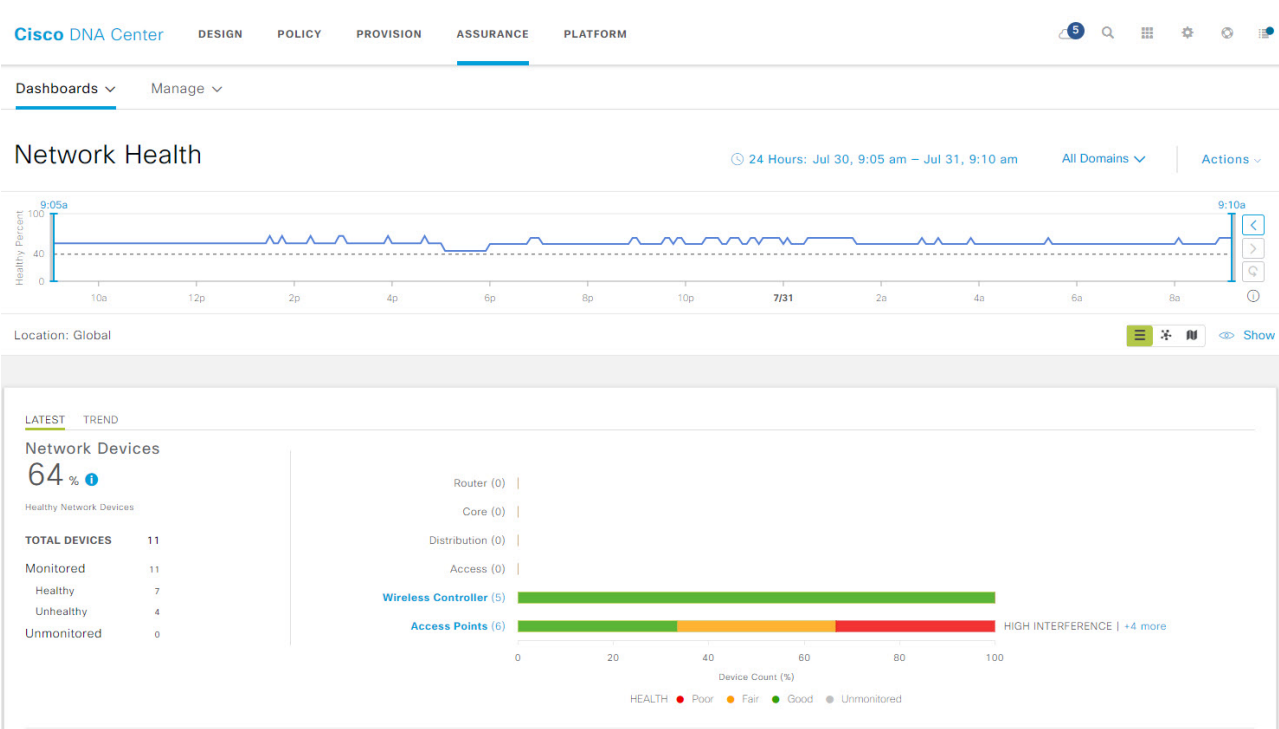 Cisco DNA Center DESIGN POLICY PROVISION ASSURANCE PLATFORM 5
Dashboards Manage
Network Health
24 Hours: Jul 30, 9:05 am – Jul 31, 9:10 am All Domains Actions
9:05a 9:10a
Healthy Percent
100
40
0
10a 12p 2p 4p 6p 8p 10p 7/31 2a 4a 6a 8a
Location: Global Show
LATEST TREND
Network Devices
64 %
Healthy Network Devices
TOTAL DEVICES 11
Monitored 11
Healthy 7
Unhealthy 4
Unmonitored 0
Router (0)
Core (0)
Distribution (0)
Access (0)
Wireless Controller (5)
Access Points (6) HIGH INTERFERENCE | +4 more
0 20 40 60 80 100
Device Count (%)
HEALTH Poor Fair Good Unmonitored